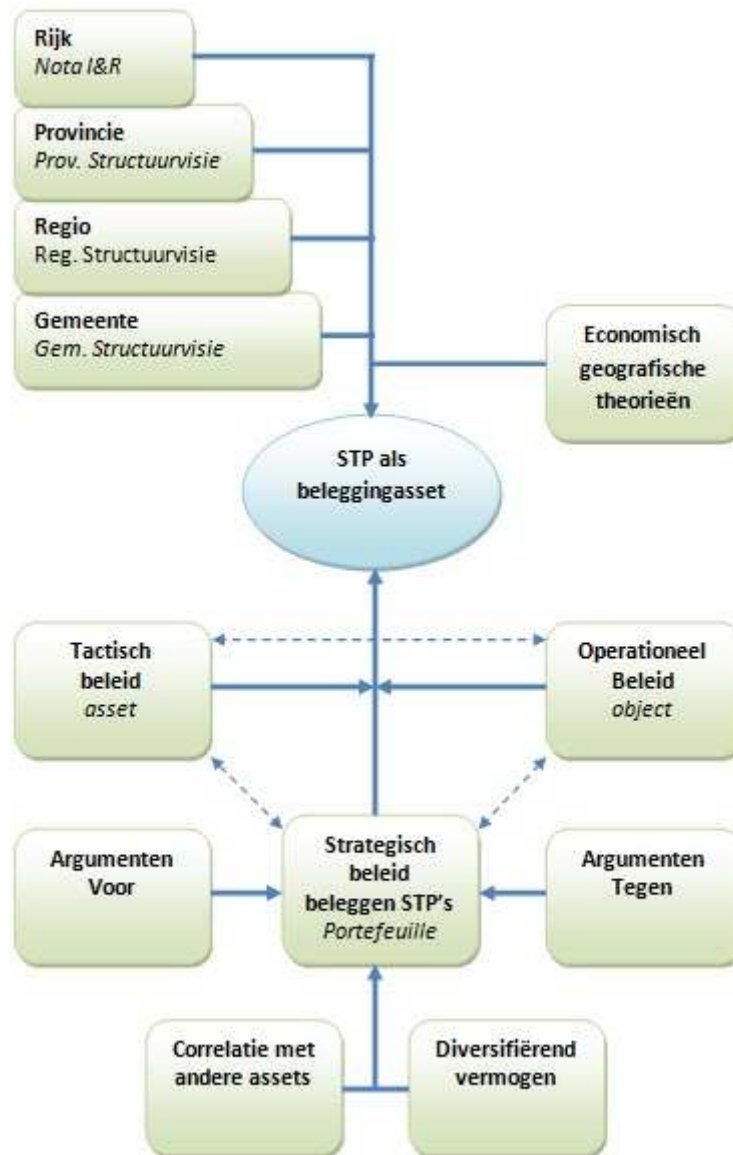 Rijk
Nota I&R
Provincie
Prov. Structuurvisie
Regio
Reg. Structuurvisie
Gemeente
Gem. Structuurvisie
Economisch
geografische
theorieën
STP als
beleggingasset
Tactisch
beleid
asset
Operationeel
Beleid
object
Argumenten
Voor
Strategisch
beleid
beleggen STP's
Portefeuille
Argumenten
Tegen
Correlatie met
andere assets
Diversifiërend
vermogen